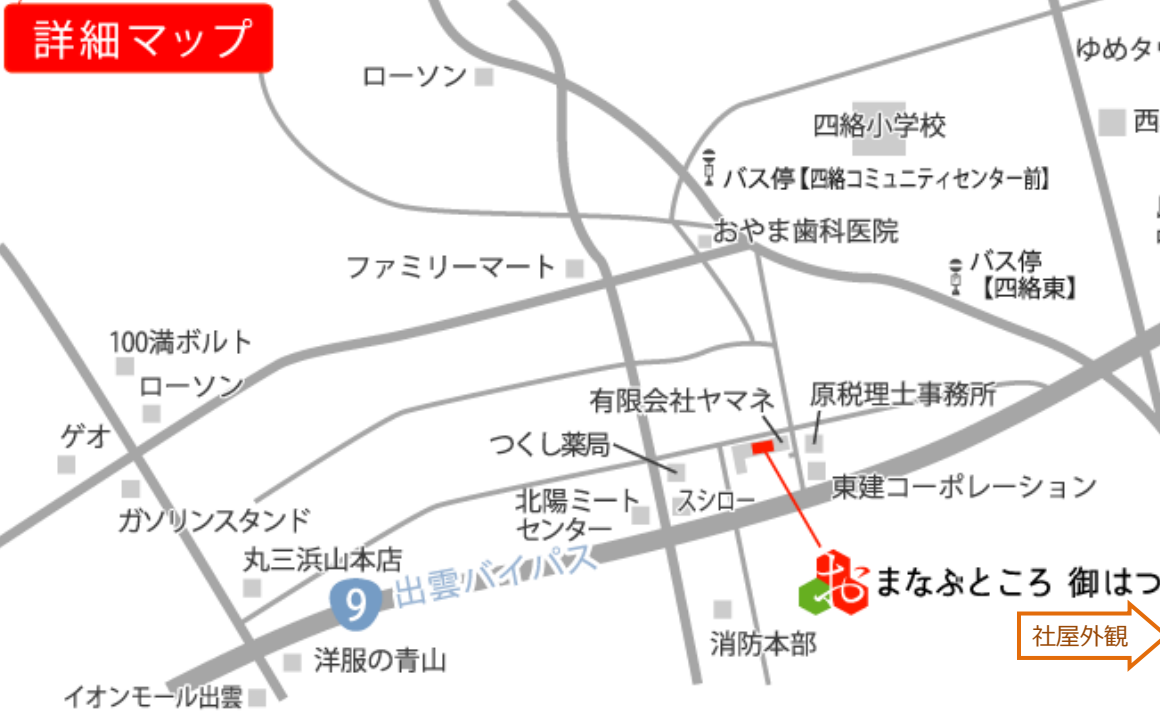 詳細マップ
ローソン
ゆめタ
四絡小学校
西
バス停【四絡コミュニティセンター前】
おやま歯科医院
ファミリーマート
バス停
【四絡東】
100満ボルト
ローソン
有限会社ヤマネ
原税理士事務所
ゲオ
つくし薬局
北陽ミート
センター
スシロー
東建コーポレーション
ガソリンスタンド
丸三浜山本店
9
出雲バイパス
お
まなぶところ 御はつ
社屋外観
消防本部
洋服の青山
イオンモール出雲